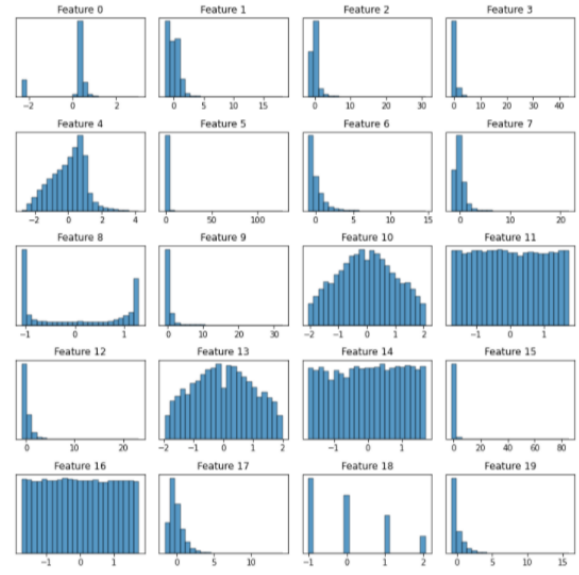 Feature 0 Feature 1 Feature 2 Feature 3
−2 0 2 0 5 10 15 0 10 20 30 0 10 20 30 40
Feature 4 Feature 5 Feature 6 Feature 7
−2 0 2 4 0 50 100 0 5 10 15 0 10 20
Feature 8 Feature 9 Feature 10 Feature 11
−1 0 1 0 10 20 30 −2 −1 0 1 2 −1 0 1
Feature 12 Feature 13 Feature 14 Feature 15
0 10 20 −2 −1 0 1 2 −1 0 1 0 20 40 60 80
Feature 16 Feature 17 Feature 18 Feature 19
−1 0 1 0 5 10 −1 0 1 2 0 5 10 15